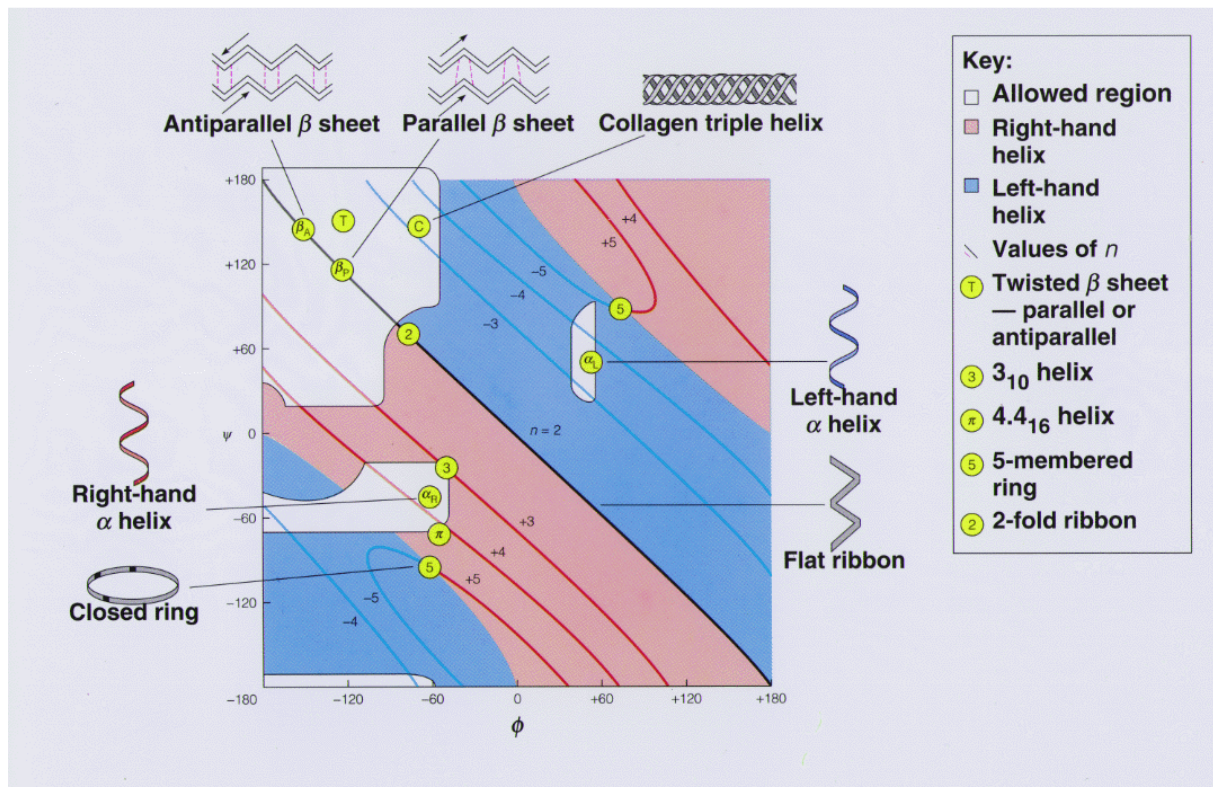 Antiparallel β sheet
Parallel β sheet
Collagen triple helix
Key:
Allowed region
Right-hand
helix
Left-hand
helix
Values of n
T
Twisted β sheet
— parallel or
antiparallel
3
3₁₀ helix
π
4.4₁₆ helix
5
5-membered
ring
2
2-fold ribbon
+180
+120
+60
0
−60
−120
ψ
−180
−120
−60
0
+60
+120
+180
ϕ
βA
T
C
βP
2
+4
+5
−5
−4
−3
5
αL
n = 2
3
αR
π
5
+3
+4
+5
−5
−4
Left-hand
α helix
Right-hand
α helix
Flat ribbon
Closed ring